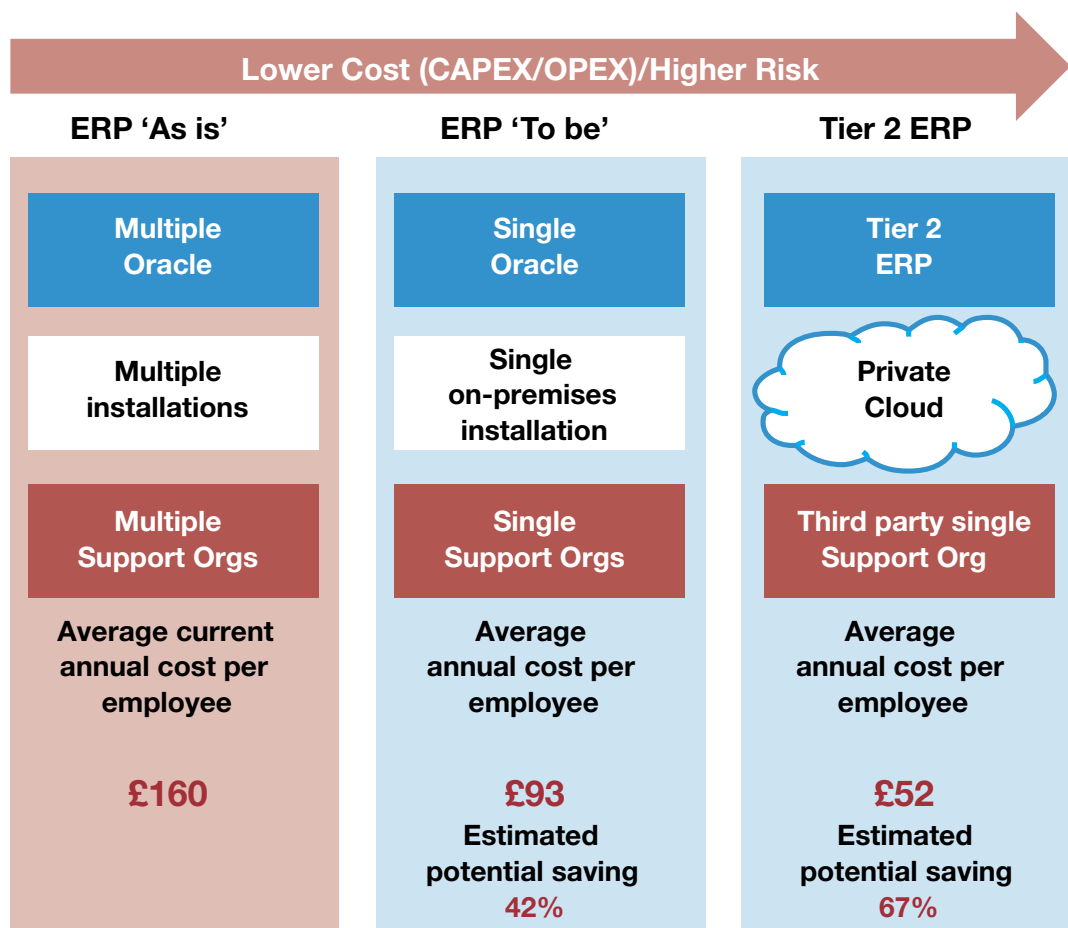 Lower Cost (CAPEX/OPEX)/Higher Risk
ERP ‘As is’
Multiple
Oracle
Multiple
installations
Multiple
Support Orgs
Average current
annual cost per
employee
£160
ERP ‘To be’
Single
Oracle
Single
on-premises
installation
Single
Support Orgs
Average
annual cost per
employee
£93
Estimated
potential saving
42%
Tier 2 ERP
Tier 2
ERP
Private
Cloud
Third party single
Support Org
Average
annual cost per
employee
£52
Estimated
potential saving
67%